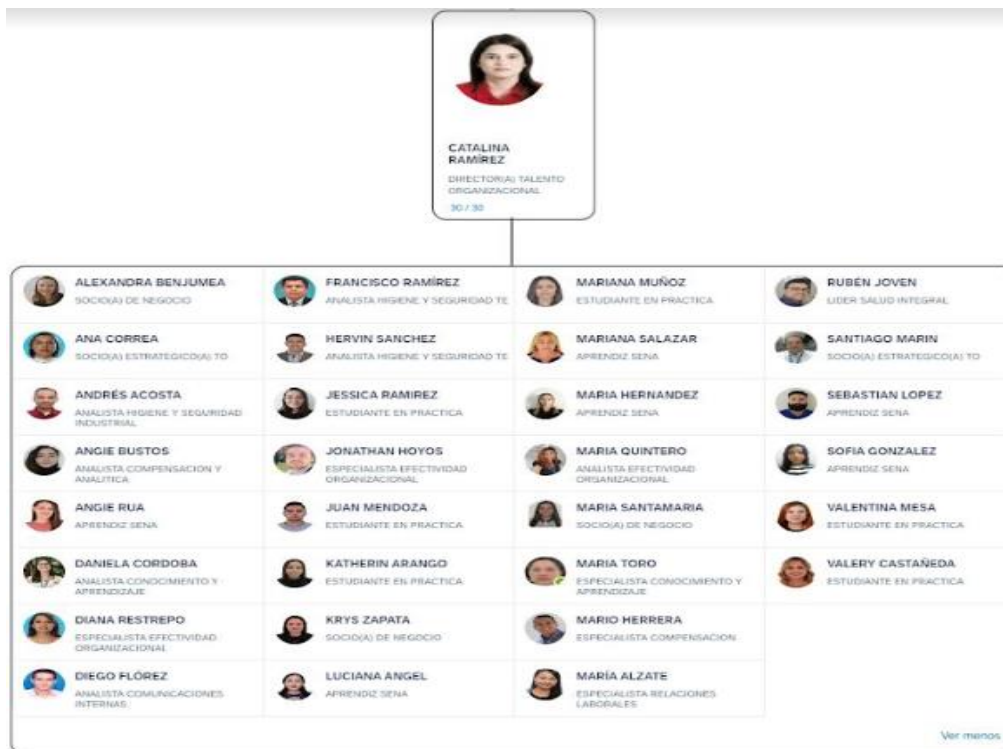 CATALINA
RAMÍREZ
DIRECTOR(A) TALENTO
ORGANIZACIONAL
30 / 30
ALEXANDRA BENJUMEA
SOCIO(A) DE NEGOCIO
ANA CORREA
SOCIO(A) ESTRATEGICO(A) TO
ANDRÉS ACOSTA
ANALISTA HIGIENE Y SEGURIDAD
INDUSTRIAL
ANGIE BUSTOS
ANALISTA COMPENSACION Y
ANALITICA
ANGIE RUA
APRENDIZ SENA
DANIELA CORDOBA
ANALISTA CONOCIMIENTO Y
APRENDIZAJE
DIANA RESTREPO
ESPECIALISTA EFECTIVIDAD
ORGANIZACIONAL
DIEGO FLÓREZ
ANALISTA COMUNICACIONES
INTERNAS
FRANCISCO RAMÍREZ
ANALISTA HIGIENE Y SEGURIDAD TE
HERVIN SANCHEZ
ANALISTA HIGIENE Y SEGURIDAD TE
JESSICA RAMIREZ
ESTUDIANTE EN PRACTICA
JONATHAN HOYOS
ESPECIALISTA EFECTIVIDAD
ORGANIZACIONAL
JUAN MENDOZA
ESTUDIANTE EN PRACTICA
KATHERIN ARANGO
ESTUDIANTE EN PRACTICA
KRYS ZAPATA
SOCIO(A) DE NEGOCIO
LUCIANA ANGEL
APRENDIZ SENA
MARIANA MUÑOZ
ESTUDIANTE EN PRACTICA
MARIANA SALAZAR
APRENDIZ SENA
MARIA HERNANDEZ
APRENDIZ SENA
MARIA QUINTERO
ANALISTA EFECTIVIDAD
ORGANIZACIONAL
MARIA SANTAMARIA
SOCIO(A) DE NEGOCIO
MARIA TORO
ESPECIALISTA CONOCIMIENTO Y
APRENDIZAJE
MARIO HERRERA
ESPECIALISTA COMPENSACION
MARÍA ALZATE
ESPECIALISTA RELACIONES
LABORALES
RUBÉN JOVEN
LIDER SALUD INTEGRAL
SANTIAGO MARIN
SOCIO(A) ESTRATEGICO(A) TO
SEBASTIAN LOPEZ
APRENDIZ SENA
SOFIA GONZALEZ
APRENDIZ SENA
VALENTINA MESA
ESTUDIANTE EN PRACTICA
VALERY CASTAÑEDA
ESTUDIANTE EN PRACTICA
Ver menos